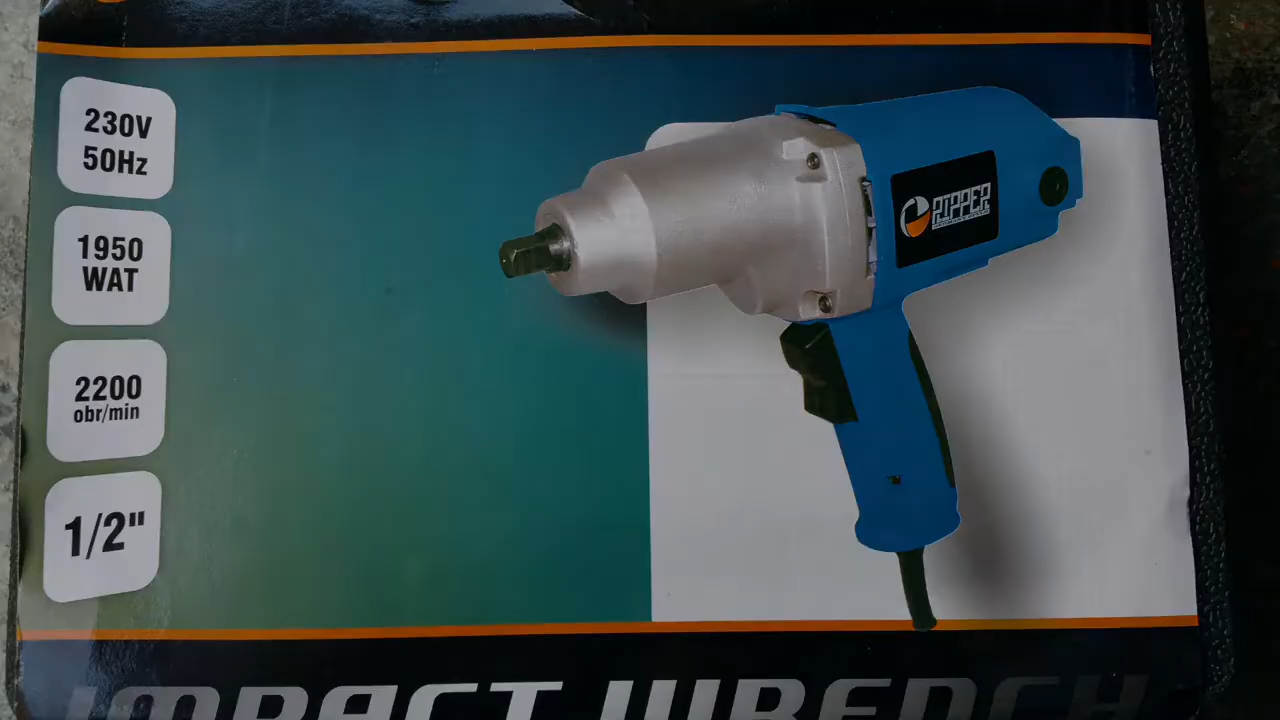 230V
50Hz
1950
WAT
2200
obr/min
1/2"
RIPPER
IMPACT WRENCH